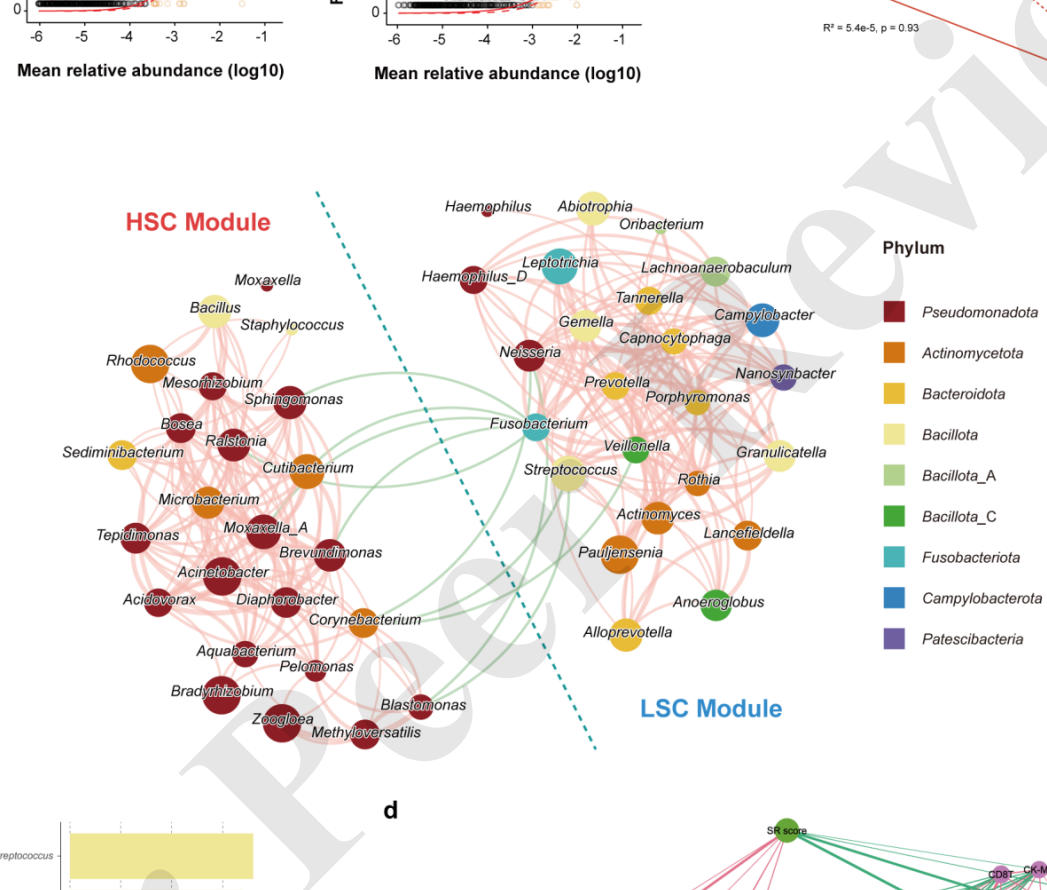 0
-6 -5 -4 -3 -2 -1
Mean relative abundance (log10)
0
-6 -5 -4 -3 -2 -1
Mean relative abundance (log10)
R² = 5.4e-5, p = 0.93
HSC Module
Moxaxella
Bacillus
Staphylococcus
Rhodococcus
Mesorhizobium
Sphingomonas
Bosea
Ralstonia
Sediminibacterium
Cutibacterium
Microbacterium
Moxaxella_A
Tepidimonas
Brevundimonas
Acinetobacter
Acidovorax
Diaphorobacter
Corynebacterium
Aquabacterium
Pelomonas
Bradyrhizobium
Blastomonas
Zoogloea
Methyloversatilis
Haemophilus
Abiotrophia
Oribacterium
Leptotrichia
Lachnoanaerobaculum
Haemophilus_D
Tannerella
Campylobacter
Gemella
Capnocytophaga
Neisseria
Nanosynbacter
Prevotella
Porphyromonas
Fusobacterium
Veillonella
Granulicatella
Streptococcus
Rothia
Actinomyces
Lancefieldella
Pauljensenia
Anoeroglobus
Alloprevotella
LSC Module
Phylum
Pseudomonadota
Actinomycetota
Bacteroidota
Bacillota
Bacillota_A
Bacillota_C
Fusobacteriota
Campylobacterota
Patescibacteria
reptococcus
d
SR score
CD8T
CK-M
Peer Review